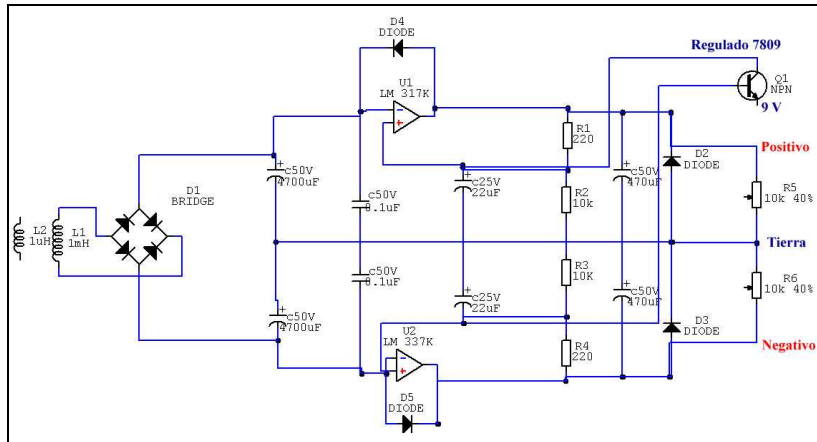 D4
DIODE
Regulado 7809
U1
LM 317K
Q1
NPN
9 V
R1
220
Positivo
c50V
4700uF
c50V
470uF
D2
DIODE
c25V
22uF
R2
10k
R5
10k 40%
c50V
0.1uF
D1
BRIDGE
L2
1uH
L1
1mH
Tierra
R3
10K
c50V
0.1uF
c50V
470uF
R6
10k 40%
c25V
22uF
c50V
4700uF
D3
DIODE
U2
LM 337K
R4
220
Negativo
D5
DIODE